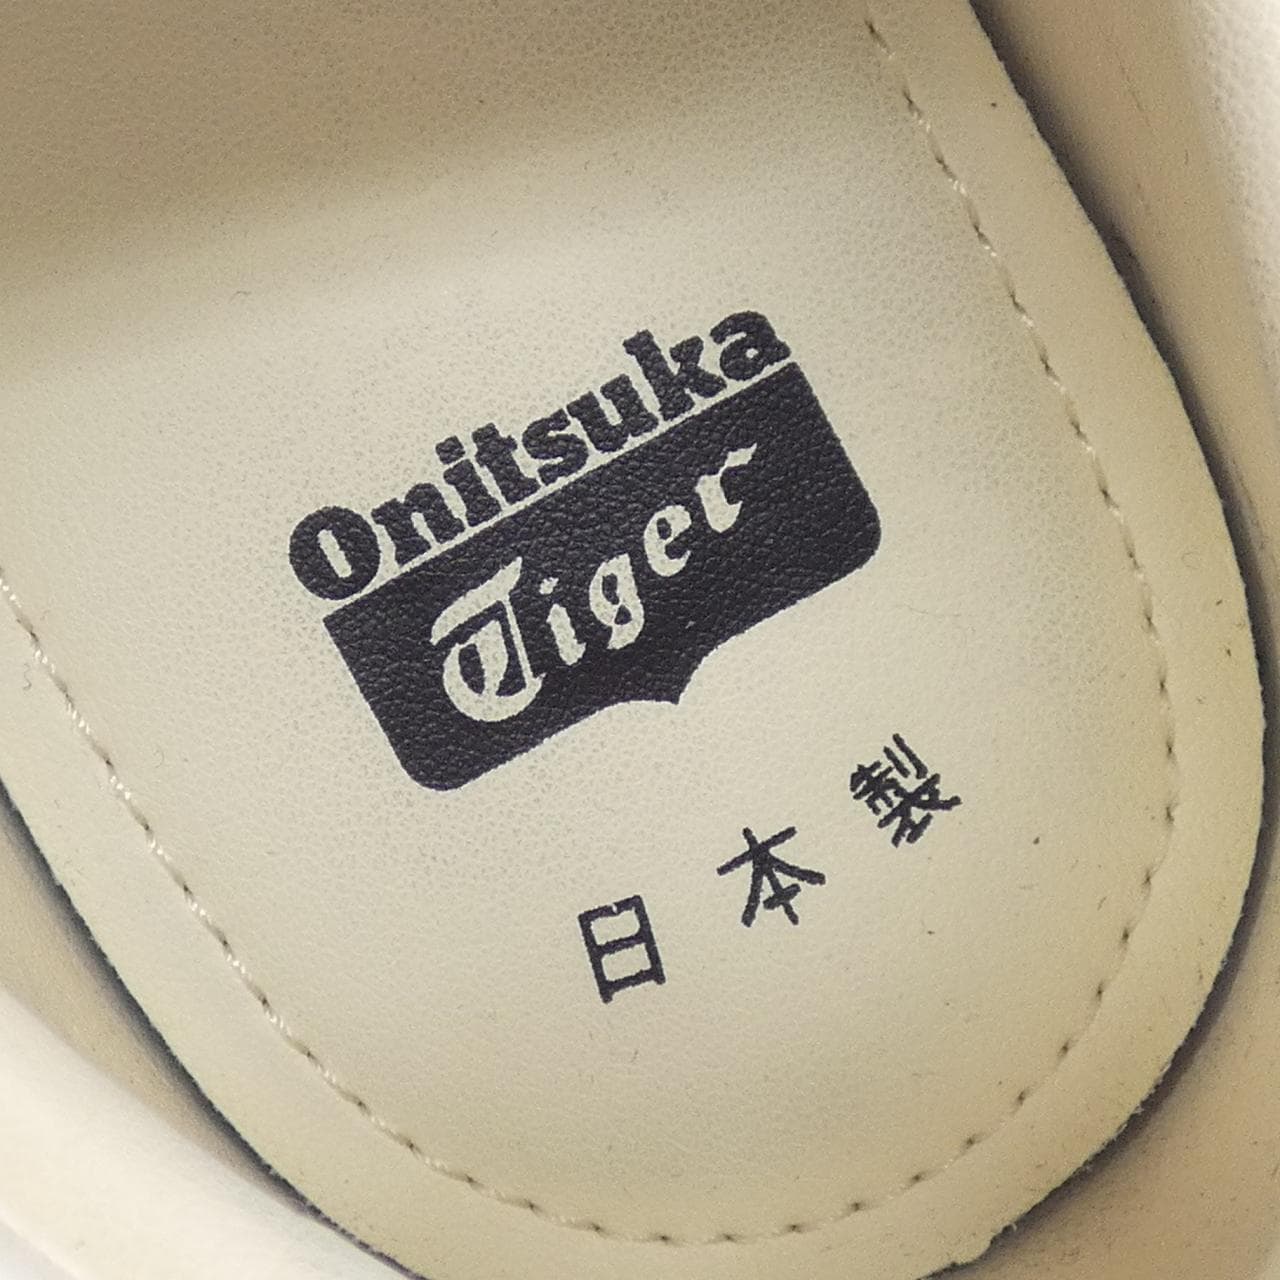 Onitsuka
Tiger
日本製